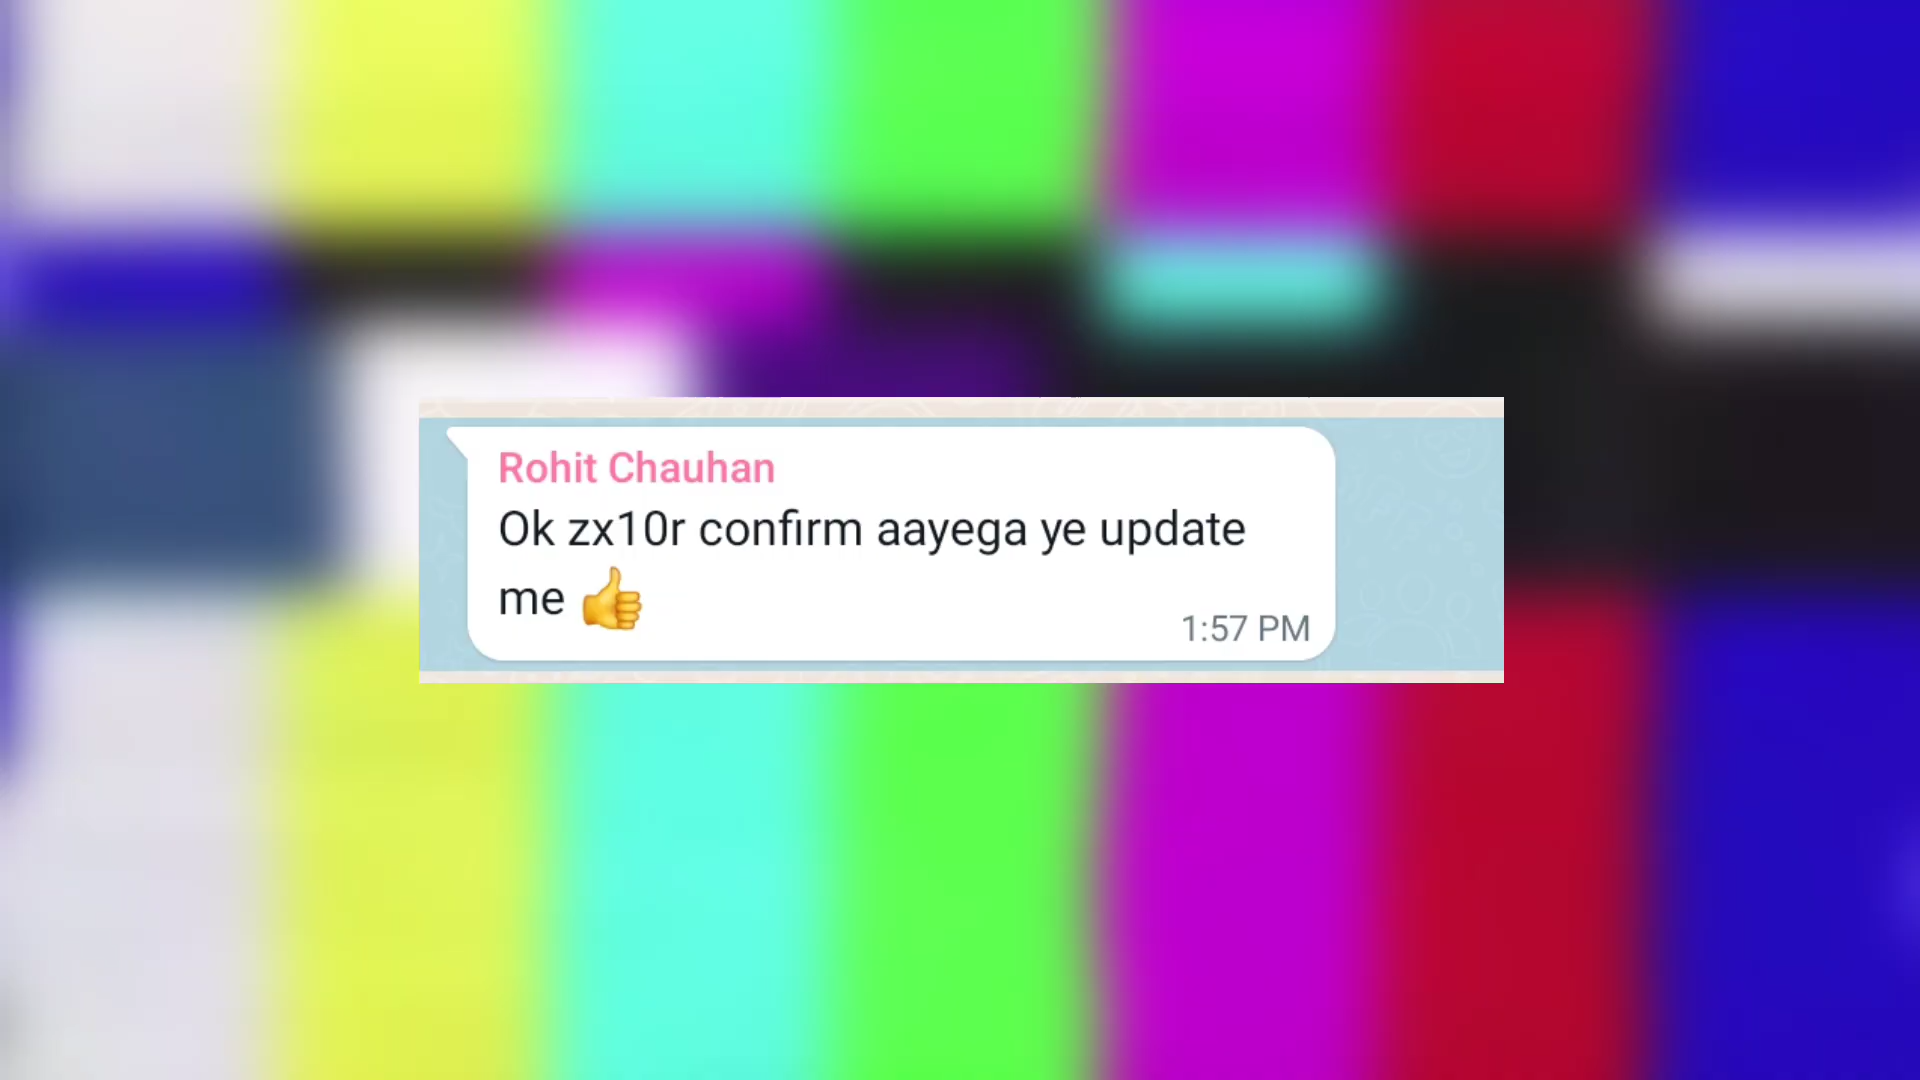 Rohit Chauhan
Ok zx10r confirm aayega ye update
me 👍
1:57 PM